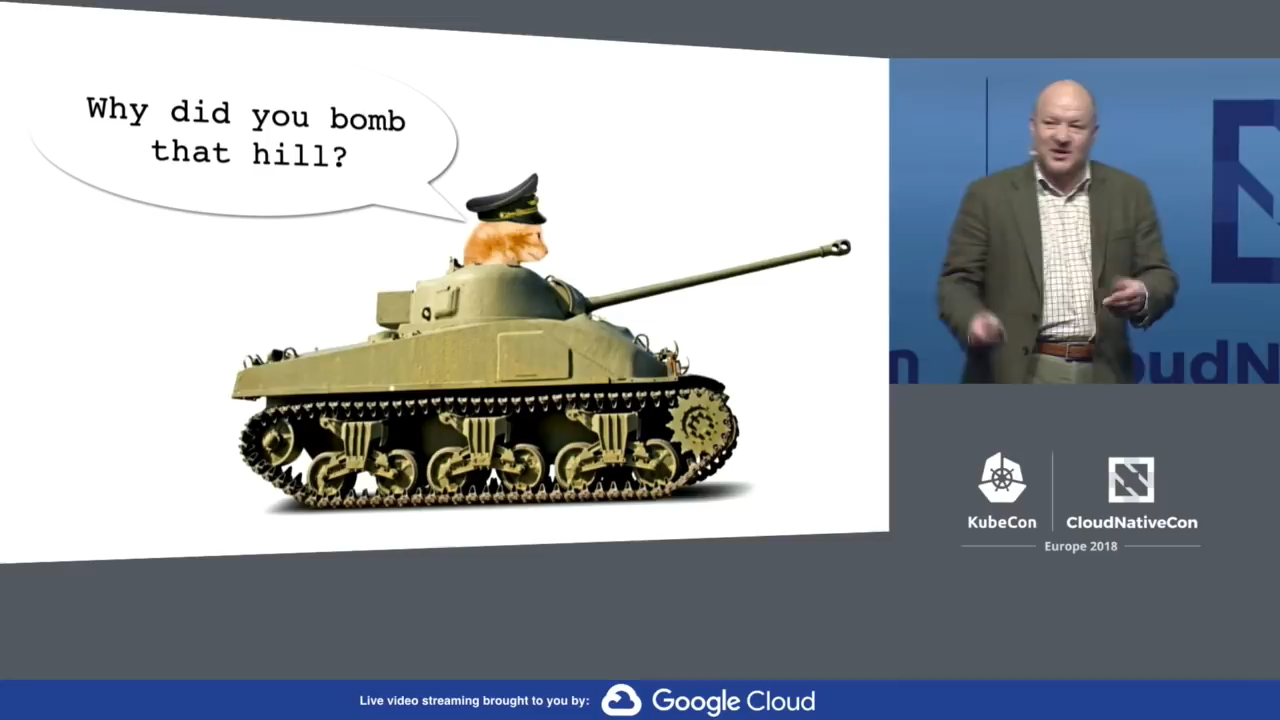 Why did you bomb
that hill?
oudN
KubeCon
CloudNativeCon
Europe 2018
Live video streaming brought to you by:
Google Cloud